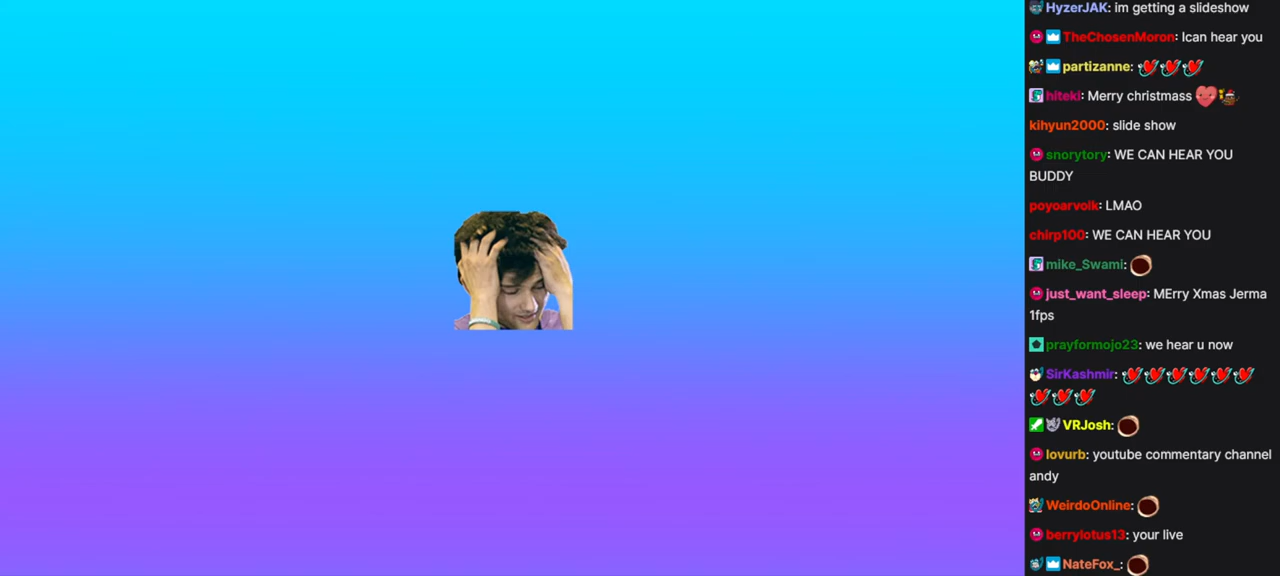 HyzerJAK: im getting a slideshow
TheChosenMoron: Ican hear you
partizanne:
hiteki: Merry christmass
kihyun2000: slide show
snorytory: WE CAN HEAR YOU
BUDDY
poyoarvolk: LMAO
chirp100: WE CAN HEAR YOU
mike_Swami:
just_want_sleep: MErry Xmas Jerma
1fps
prayformojo23: we hear u now
SirKashmir:
VRJosh:
lovurb: youtube commentary channel
andy
WeirdoOnline:
berrylotus13: your live
NateFox_: